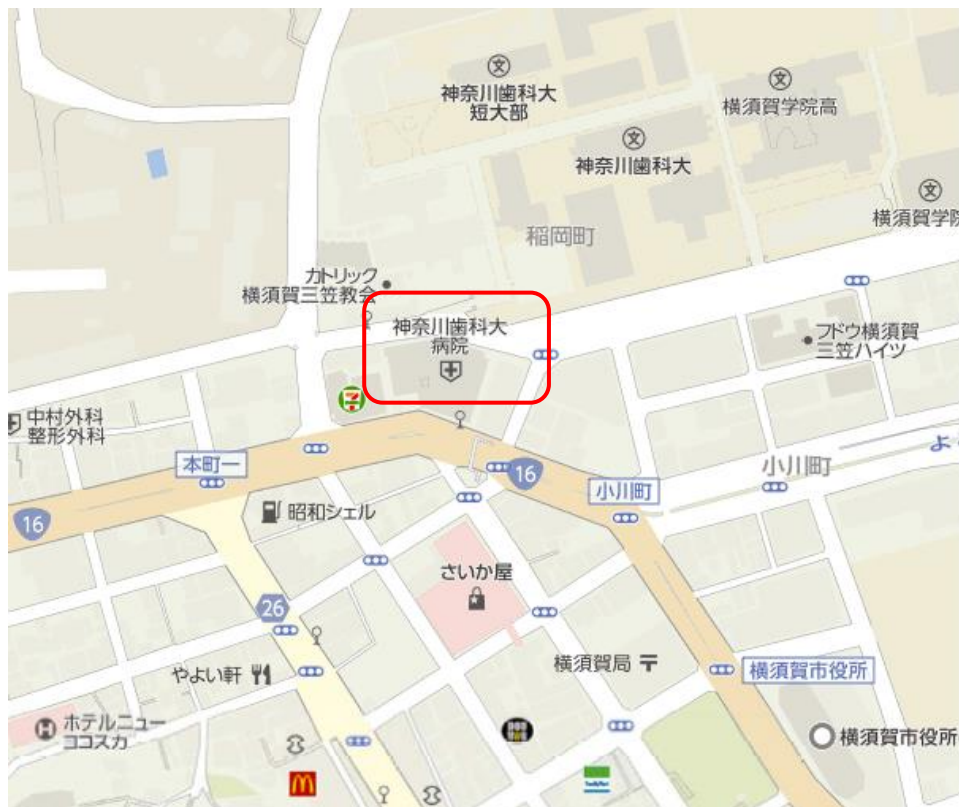 神奈川歯科大
短大部
横須賀学院高
神奈川歯科大
横須賀学院
稲岡町
カトリック
横須賀三笠教会
神奈川歯科大
病院
フドウ横須賀
三笠ハイツ
中村外科
整形外科
本町一
16
小川町
よ
小川町
16
昭和シェル
さいか屋
26
横須賀局
やよい軒
横須賀市役所
ホテルニュー
ヨコスカ
横須賀市役所
FamilyMart